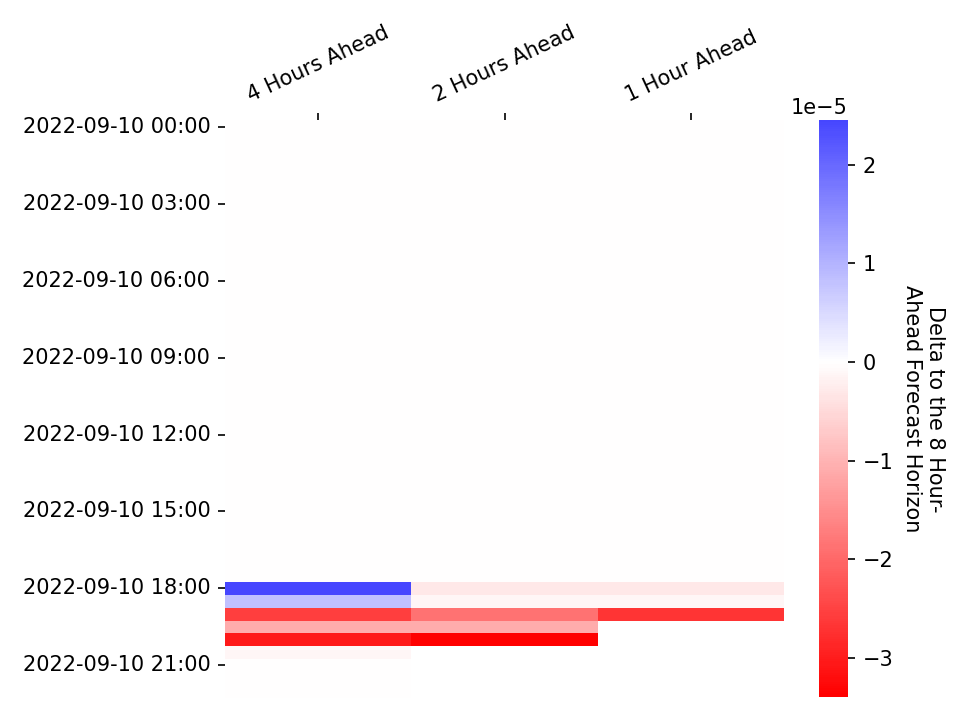 4 Hours Ahead
2 Hours Ahead
1 Hour Ahead
1e−5
2022-09-10 00:00
2022-09-10 03:00
2022-09-10 06:00
2022-09-10 09:00
2022-09-10 12:00
2022-09-10 15:00
2022-09-10 18:00
2022-09-10 21:00
2
1
0
−1
−2
−3
Delta to the 8 Hour-
Ahead Forecast Horizon